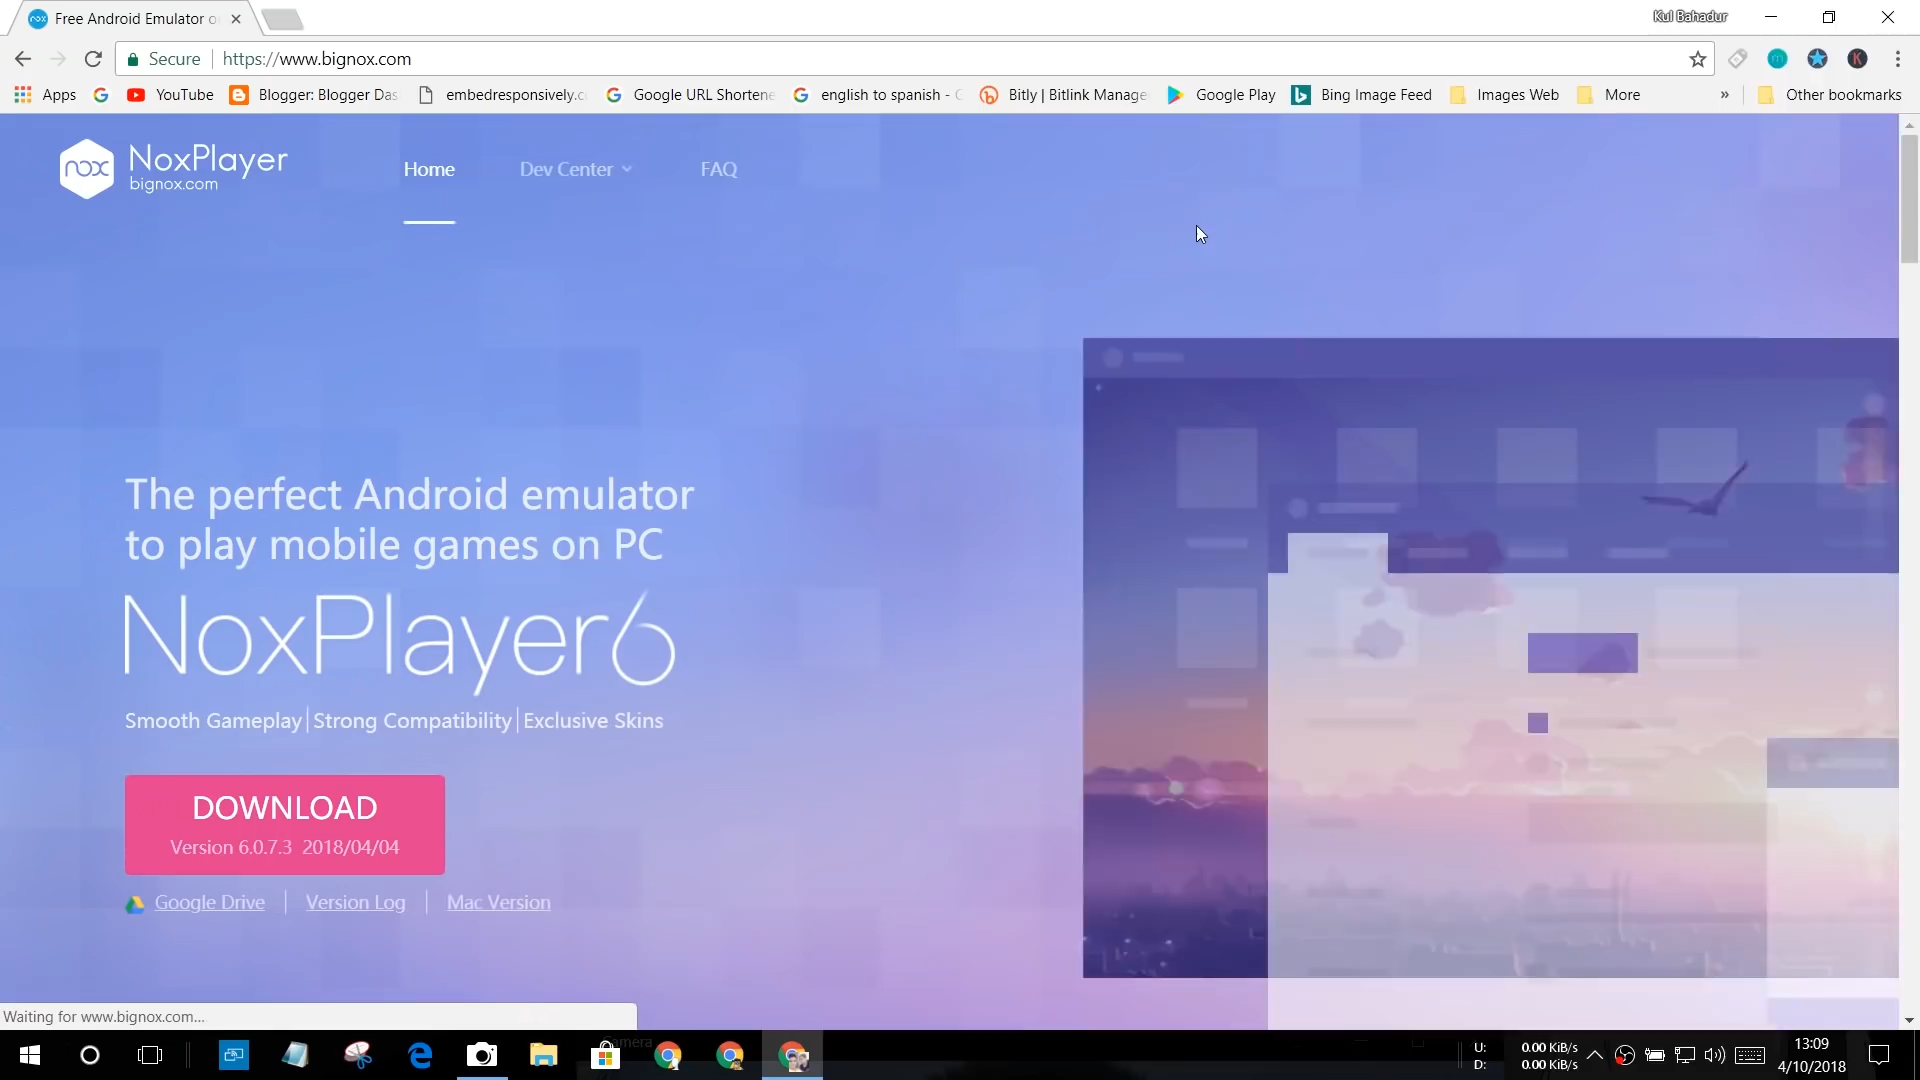 Free Android Emulator o
Kul Bahadur
Secure
https://www.bignox.com
Apps
YouTube
Blogger: Blogger Das
embedresponsively.c
Google URL Shortene
english to spanish -
Bitly | Bitlink Manage
Google Play
Bing Image Feed
Images Web
More
»
Other bookmarks
nox
NoxPlayer
bignox.com
Home
Dev Center
FAQ
The perfect Android emulator
to play mobile games on PC
NoxPlayer6
Smooth Gameplay|Strong Compatibility|Exclusive Skins
DOWNLOAD
Version 6.0.7.3 2018/04/04
Google Drive | Version Log | Mac Version
Waiting for www.bignox.com...
U: 0.00 KiB/s
D: 0.00 KiB/s
13:09
4/10/2018